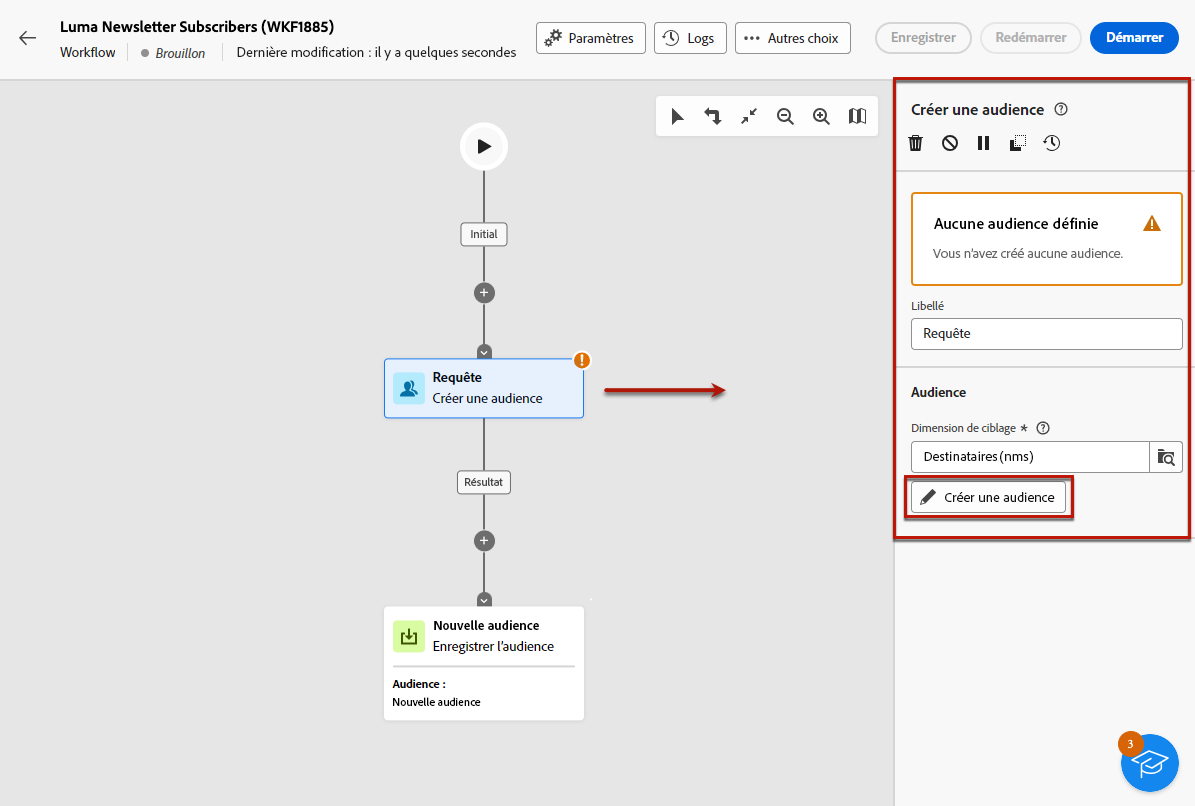 Luma Newsletter Subscribers (WKF1885)
Workflow
Brouillon
Dernière modification : il y a quelques secondes
Paramètres
Logs
Autres choix
Enregistrer
Redémarrer
Démarrer
Initial
Requête
Créer une audience
Résultat
Nouvelle audience
Enregistrer l’audience
Audience :
Nouvelle audience
Créer une audience
Aucune audience définie
Vous n’avez créé aucune audience.
Libellé
Requête
Audience
Dimension de ciblage *
Destinataires (nms)
Créer une audience
3